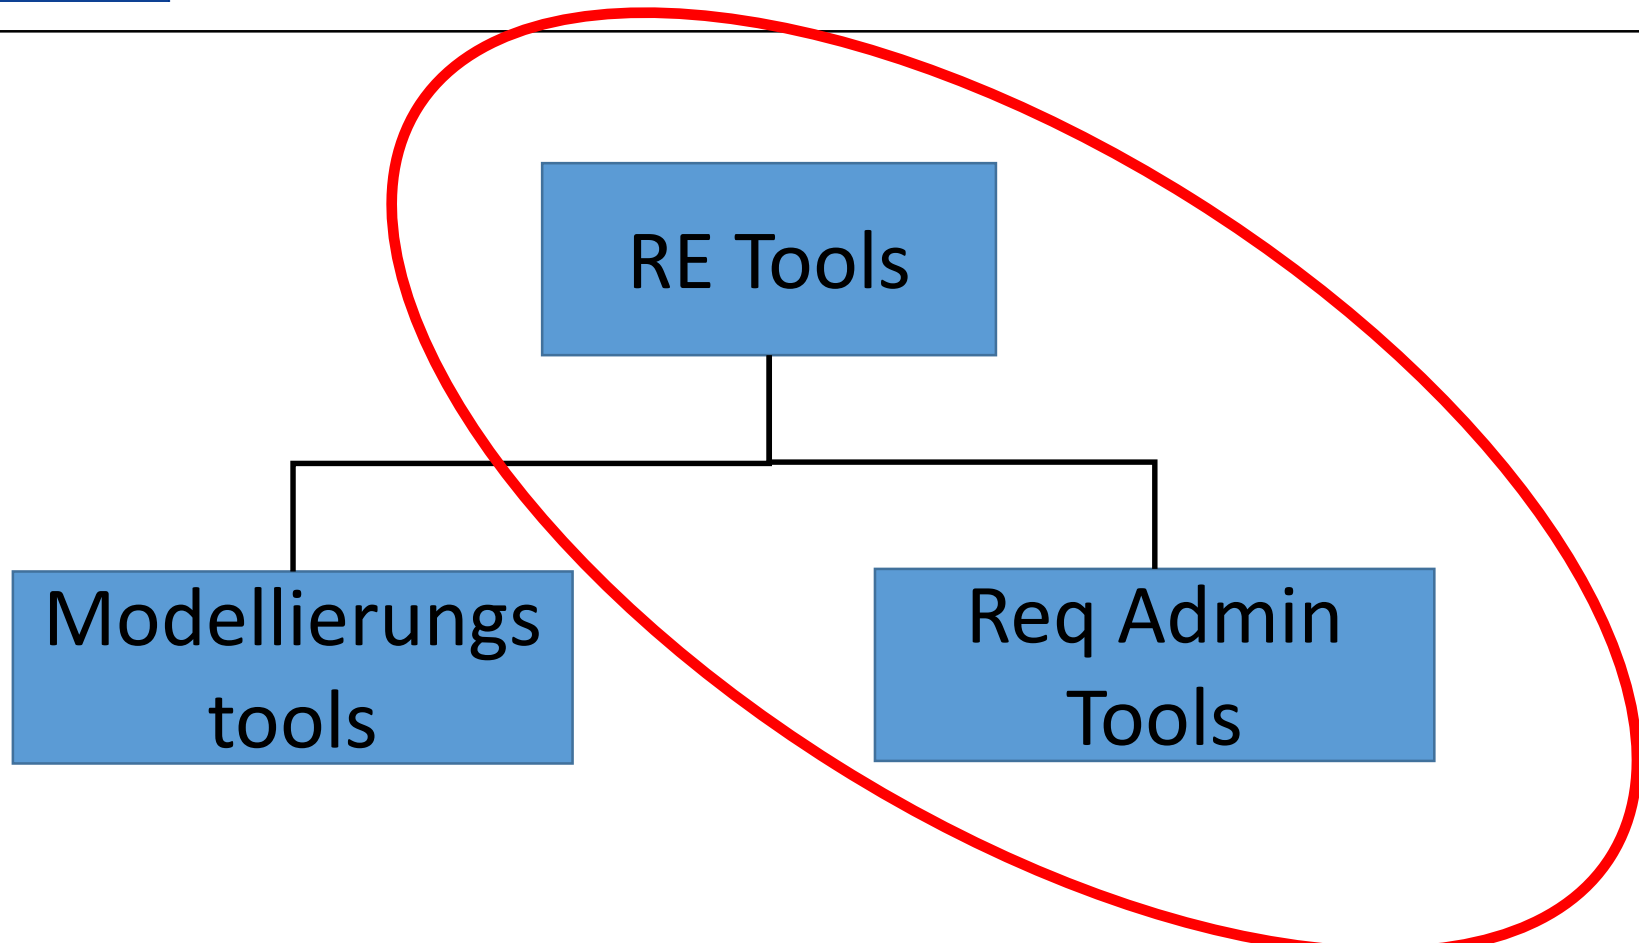 RE Tools
Modellierungs
tools
Req Admin
Tools